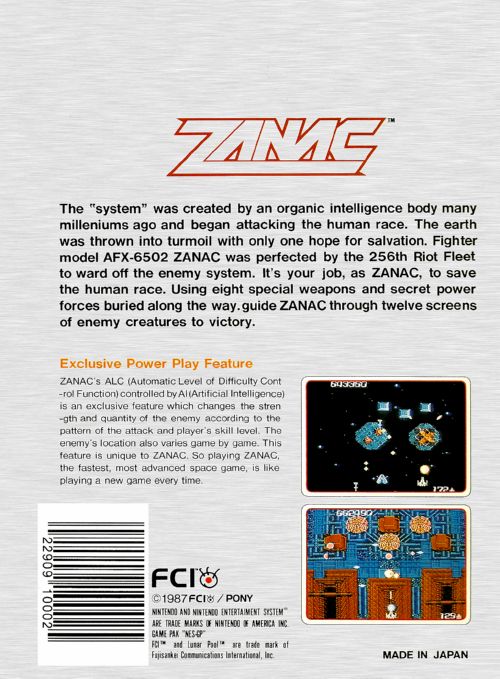 ZANAC™
The "system" was created by an organic intelligence body many
milleniums ago and began attacking the human race. The earth
was thrown into turmoil with only one hope for salvation. Fighter
model AFX-6502 ZANAC was perfected by the 256th Riot Fleet
to ward off the enemy system. It's your job, as ZANAC, to save
the human race. Using eight special weapons and secret power
forces buried along the way. guide ZANAC through twelve screens
of enemy creatures to victory.
Exclusive Power Play Feature
ZANAC's ALC (Automatic Level of Difficulty Cont
-rol Function) controlled by AI(Artificial Intelligence)
is an exclusive feature which changes the stren
-gth and quantity of the enemy according to the
pattern of the attack and player's skill level. The
enemy's location also varies game by game. This
feature is unique to ZANAC. So playing ZANAC,
the fastest, most advanced space game, is like
playing a new game every time.
643360
172
662490
129
22909 10002
FCI
©1987 FCI / PONY
NINTENDO AND NINTENDO ENTERTAIMENT SYSTEM™
ARE TRADE MARKS OF NINTENDO OF AMERICA INC.
GAME PAK "NES-GP"
FCI™ and Lunar Pool™ are trade mark of
Fujisankei Communications International, Inc.
MADE IN JAPAN